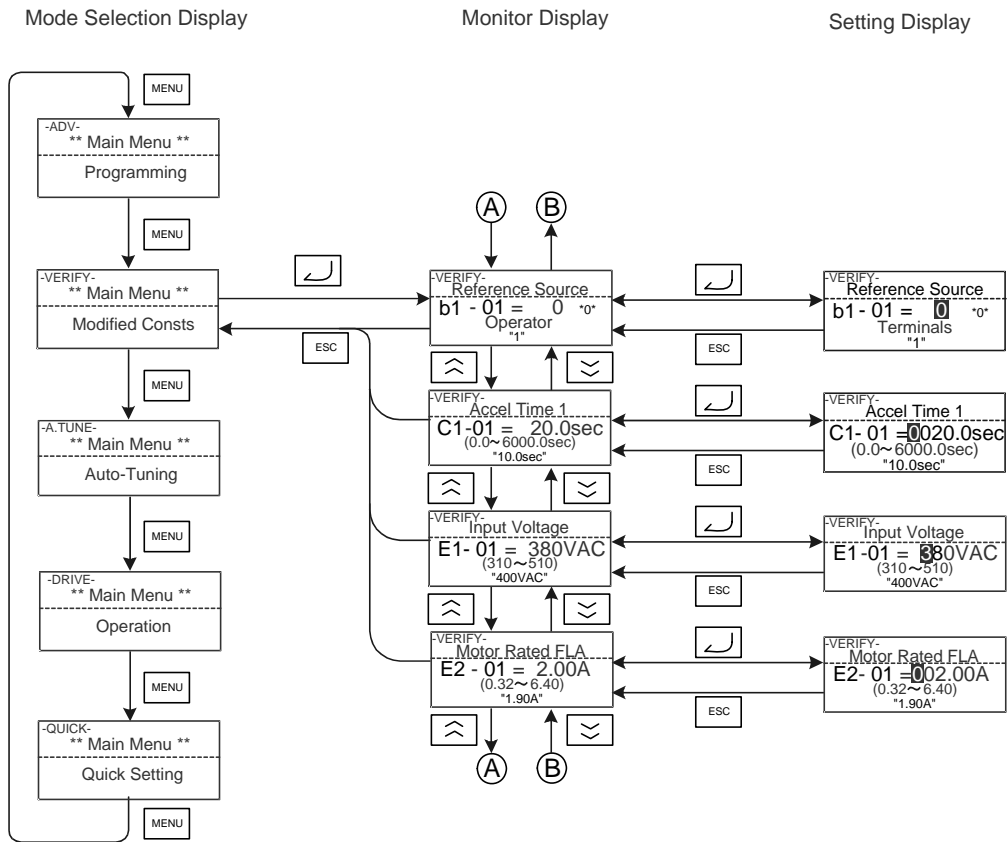 Mode Selection Display
Monitor Display
Setting Display
MENU
-ADV-
** Main Menu **
Programming
MENU
-VERIFY-
** Main Menu **
Modified Consts
MENU
-A.TUNE-
** Main Menu **
Auto-Tuning
MENU
-DRIVE-
** Main Menu **
Operation
MENU
-QUICK-
** Main Menu **
Quick Setting
MENU
ESC
A B
-VERIFY-
Reference Source
b1 - 01 = 0 *0*
Operator
"1"
-VERIFY-
Accel Time 1
C1-01 = 20.0sec
(0.0~6000.0sec)
"10.0sec"
-VERIFY-
Input Voltage
E1- 01 = 380VAC
(310~510)
"400VAC"
-VERIFY-
Motor Rated FLA
E2 - 01 = 2.00A
(0.32~6.40)
"1.90A"
A B
ESC
ESC
ESC
ESC
-VERIFY-
Reference Source
b1 - 01 = 0 *0*
Terminals
"1"
-VERIFY-
Accel Time 1
C1- 01 =0020.0sec
(0.0~6000.0sec)
"10.0sec"
-VERIFY-
Input Voltage
E1 -01 = 380VAC
(310~510)
"400VAC"
-VERIFY-
Motor Rated FLA
E2- 01 =002.00A
(0.32~6.40)
"1.90A"